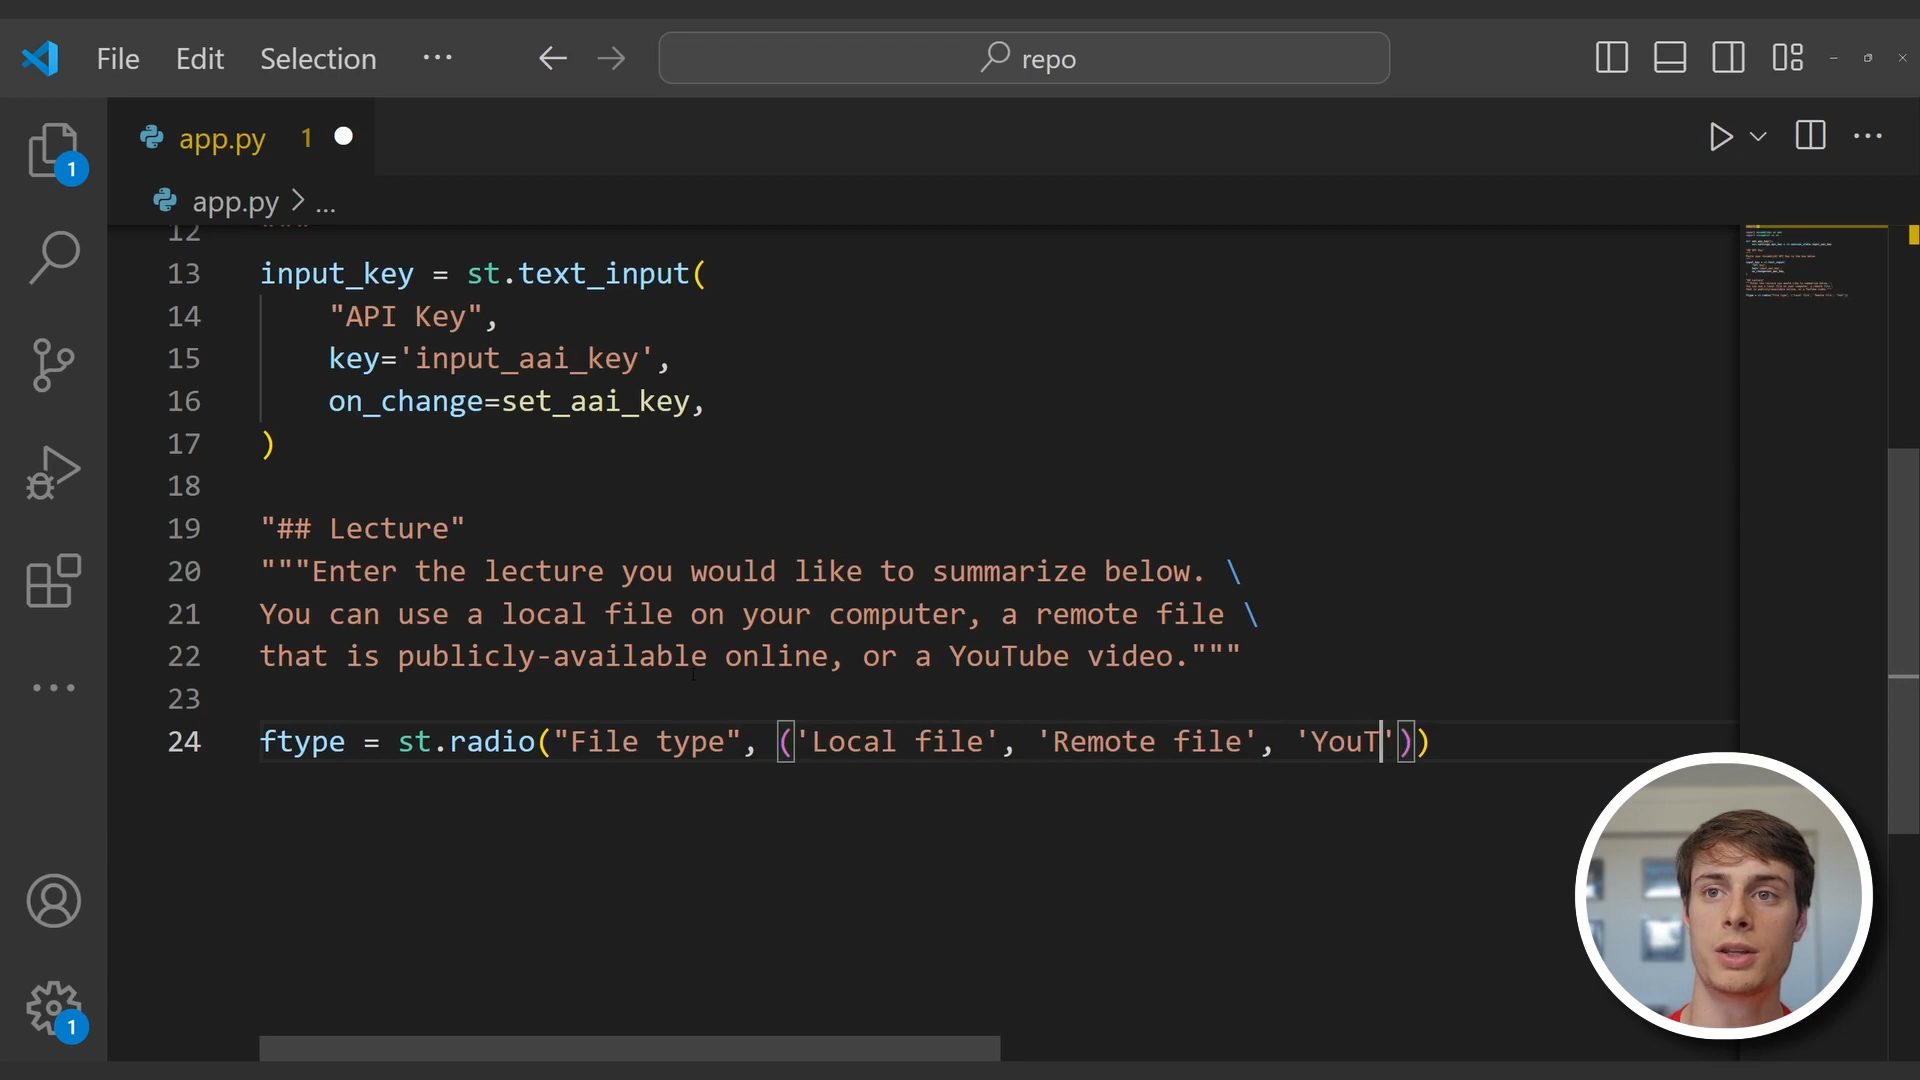 File Edit Selection ··· repo
app.py 1
app.py > ...
12
13 input_key = st.text_input(
14 "API Key",
15 key='input_aai_key',
16 on_change=set_aai_key,
17 )
18
19 "## Lecture"
20 """Enter the lecture you would like to summarize below. \
21 You can use a local file on your computer, a remote file \
22 that is publicly-available online, or a YouTube video."""
23
24 ftype = st.radio("File type", ('Local file', 'Remote file', 'YouT'))
1
1